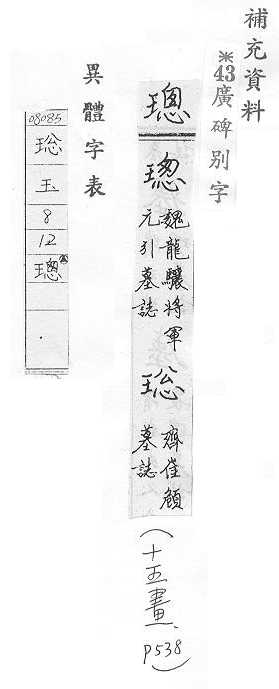 補充資料
※43廣碑別字
璁
璁
魏龍驤將軍
元引墓誌
齊崔頠
墓誌
(十五畫、P538)
異體字表
08085
玉
8
12
璁